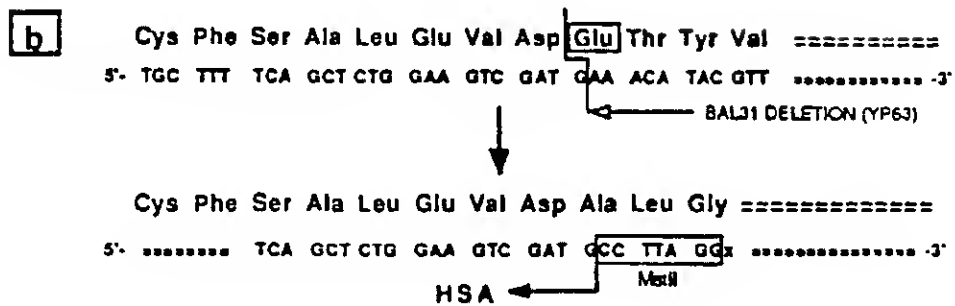 b
Cys Phe Ser Ala Leu Glu Val Asp Glu Thr Tyr Val ============
5'- TGC TTT TCA GCT CTG GAA GTC GAT GAA ACA TAC GTT ............. -3'
BAL31 DELETION (YP63)
Cys Phe Ser Ala Leu Glu Val Asp Ala Leu Gly =============
5'- ........ TCA GCT CTG GAA GTC GAT GCC TTA GGx ............... -3'
MstII
HSA